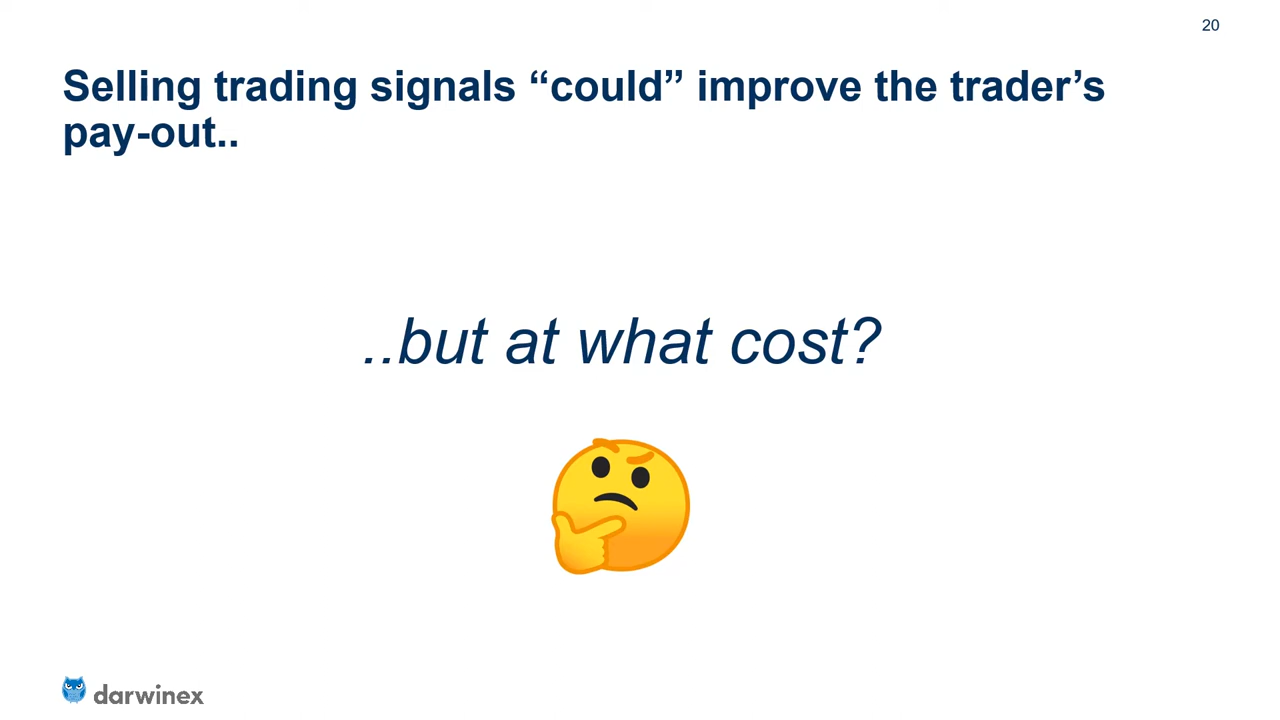 20
Selling trading signals “could” improve the trader’s
pay-out..
..but at what cost?
darwinex